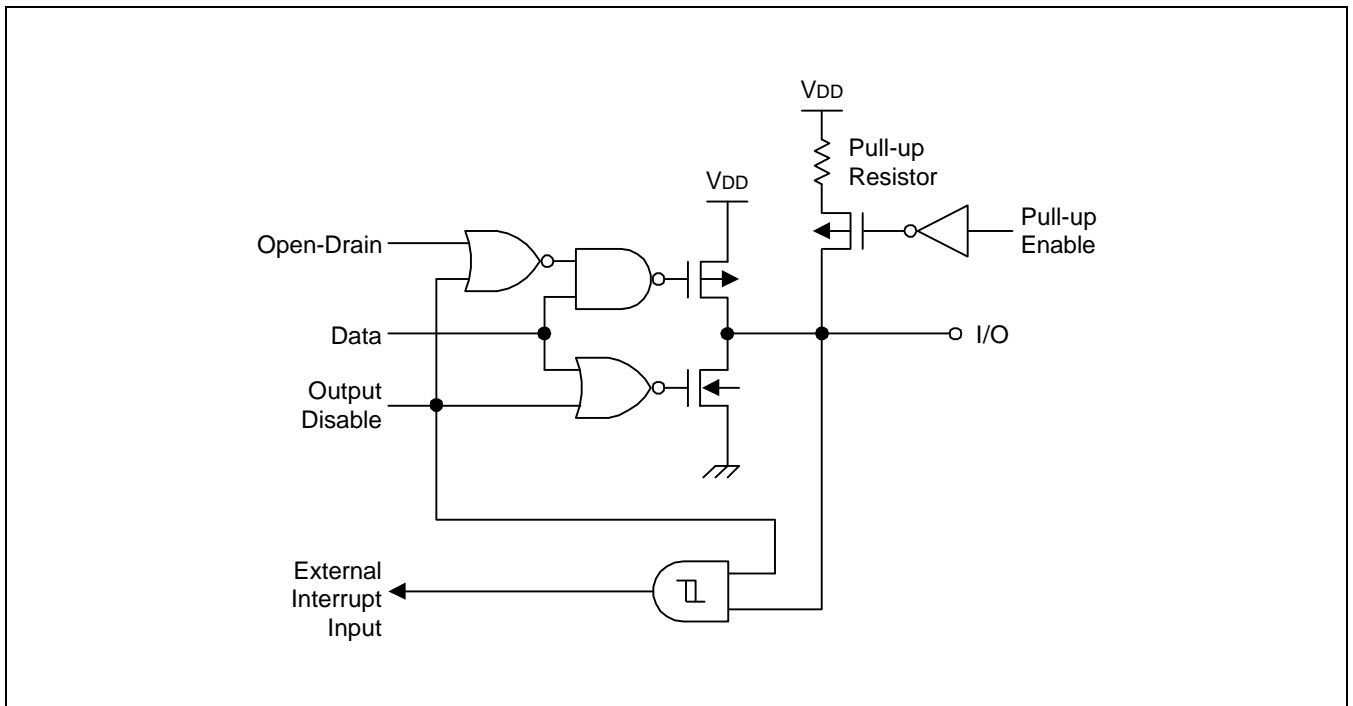 VDD
Pull-up
Resistor
VDD
Pull-up
Enable
Open-Drain
Data
I/O
Output
Disable
External
Interrupt
Input